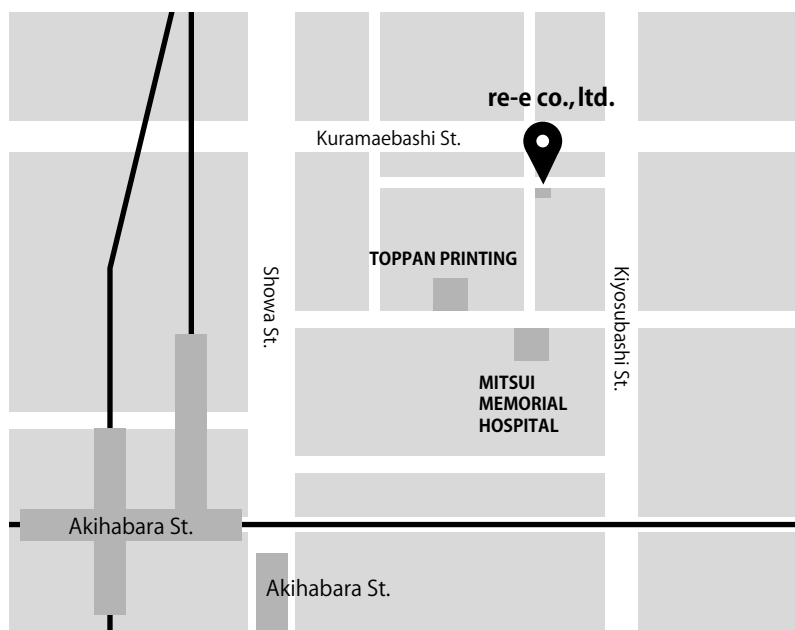 re-e co., ltd.
Kuramaebashi St.
TOPPAN PRINTING
Showa St.
Kiyosubashi St.
MITSUI
MEMORIAL
HOSPITAL
Akihabara St.
Akihabara St.